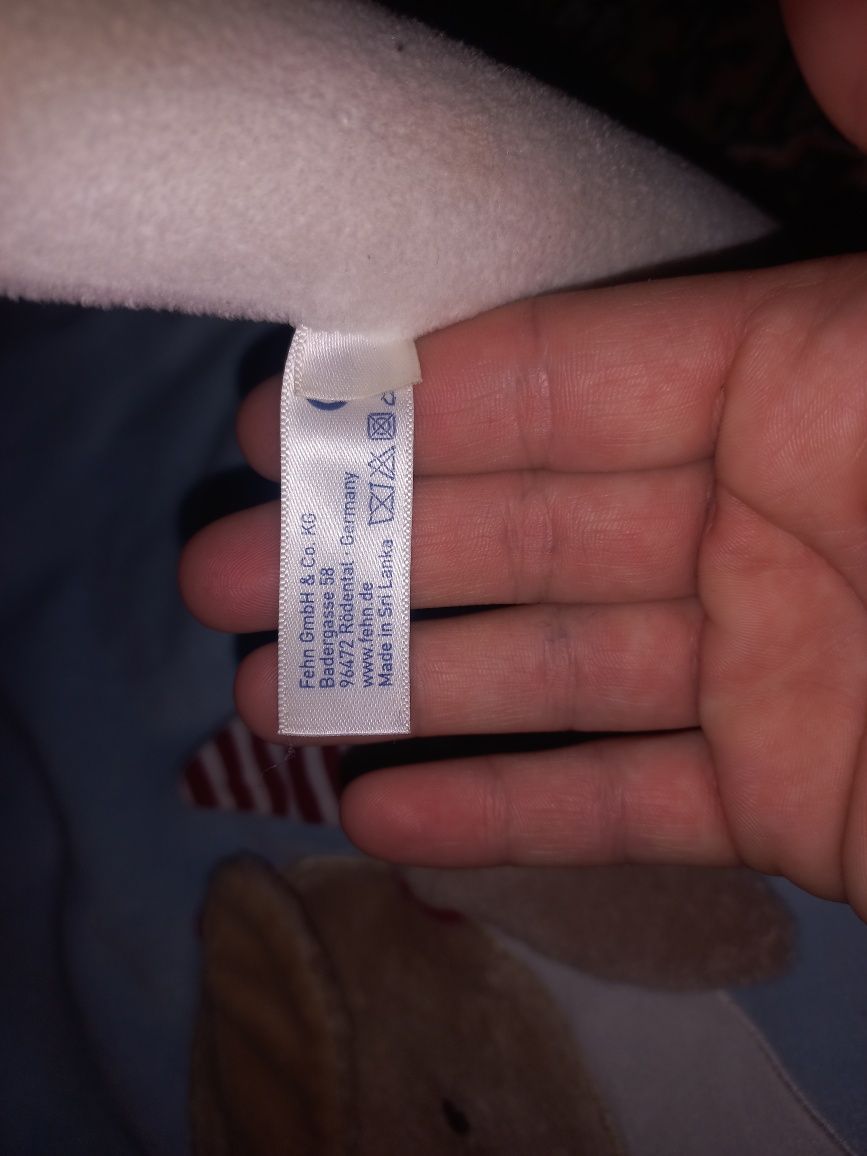 Fehn GmbH & Co. KG
Badergasse 58
96472 Rödental · Germany
www.fehn.de
Made in Sri Lanka